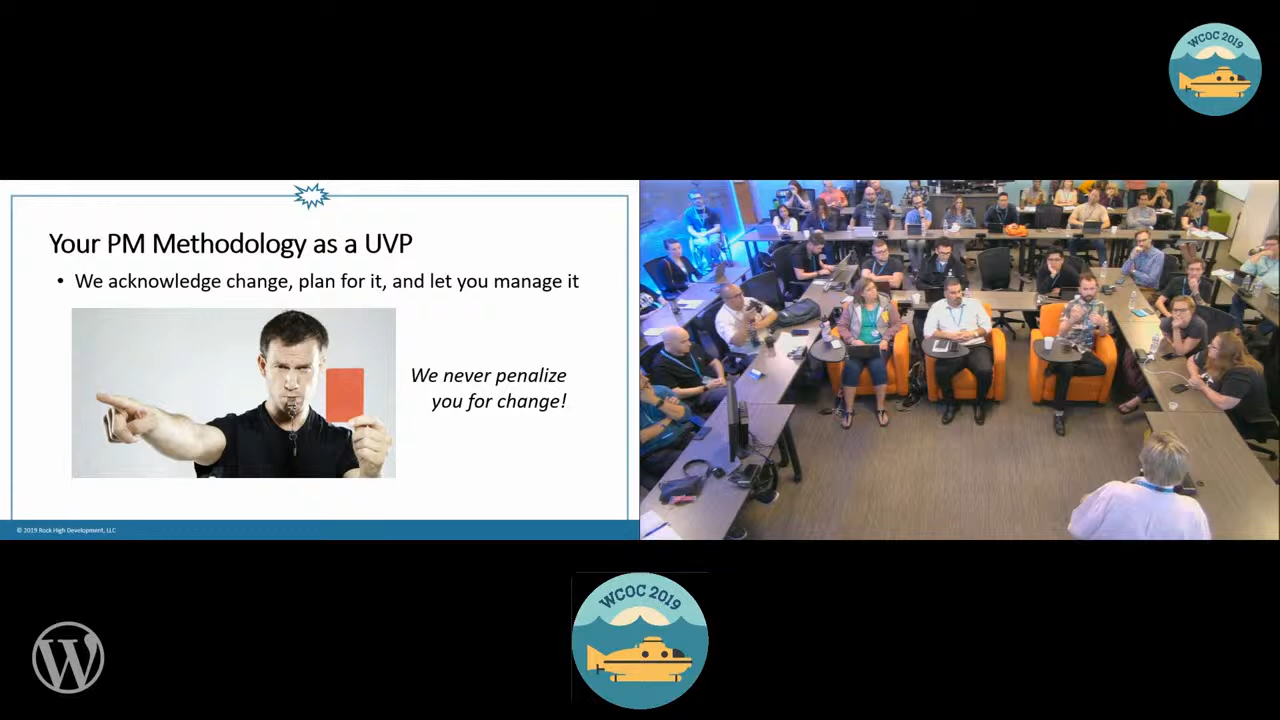 WCOC 2019
Your PM Methodology as a UVP
• We acknowledge change, plan for it, and let you manage it
We never penalize
you for change!
© 2019 Rock High Development, LLC
WCOC 2019